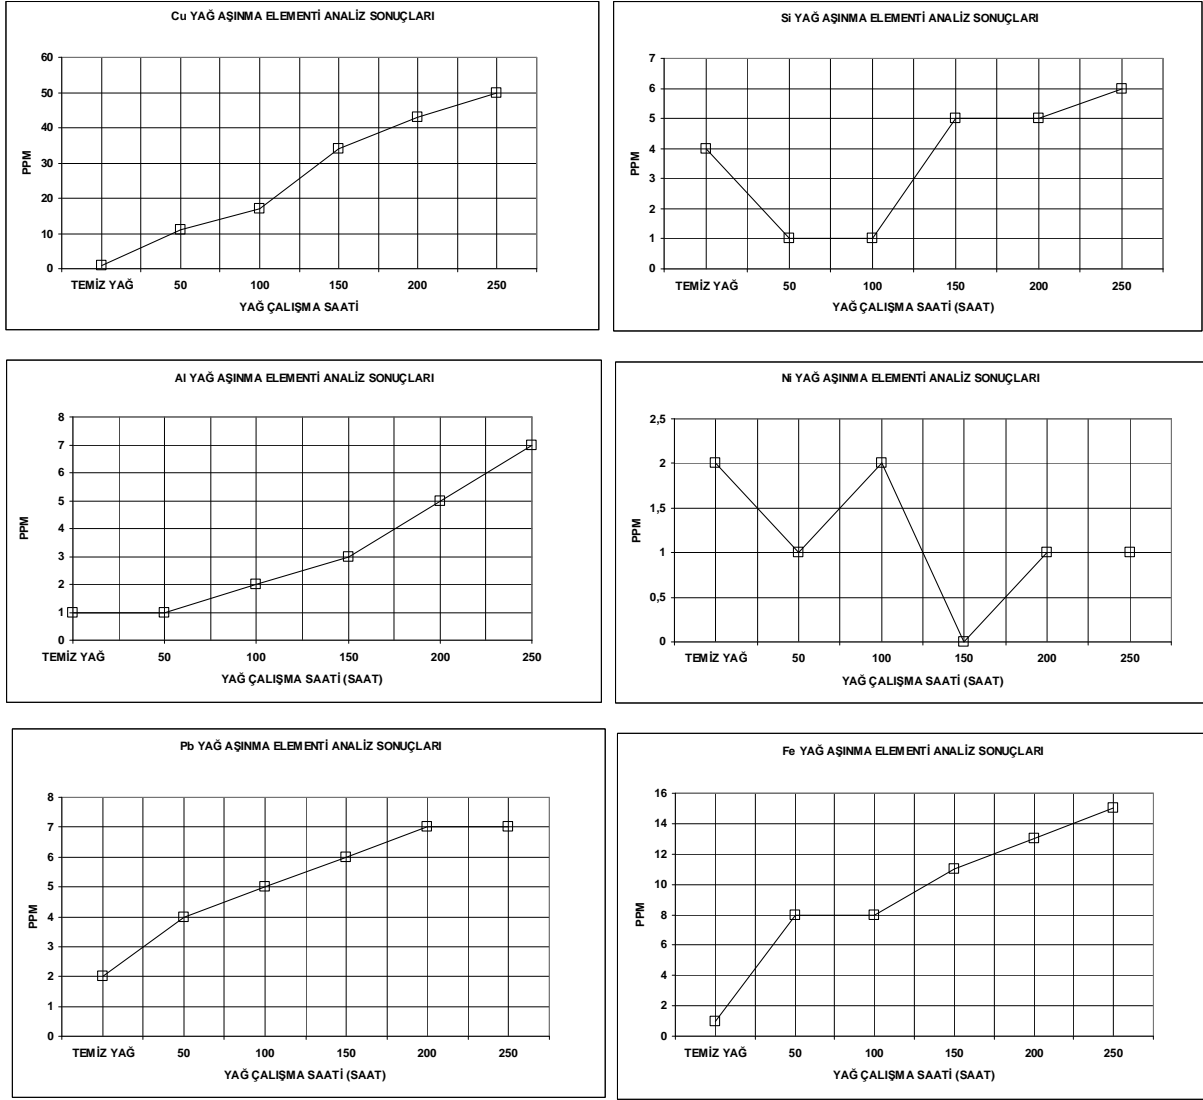 Cu YAĞ AŞINMA ELEMENTİ ANALİZ SONUÇLARI
60
50
40
30
20
10
0
PPM
TEMİZ YAĞ 50 100 150 200 250
YAĞ ÇALIŞMA SAATİ
Si YAĞ AŞINMA ELEMENTİ ANALİZ SONUÇLARI
7
6
5
4
3
2
1
0
PPM
TEMİZ YAĞ 50 100 150 200 250
YAĞ ÇALIŞMA SAATİ (SAAT)
Al YAĞ AŞINMA ELEMENTİ ANALİZ SONUÇLARI
8
7
6
5
4
3
2
1
0
PPM
TEMİZ YAĞ 50 100 150 200 250
YAĞ ÇALIŞMA SAATİ (SAAT)
Ni YAĞ AŞINMA ELEMENTİ ANALİZ SONUÇLARI
2,5
2
1,5
1
0,5
0
PPM
TEMİZ YAĞ 50 100 150 200 250
YAĞ ÇALIŞMA SAATİ (SAAT)
Pb YAĞ AŞINMA ELEMENTİ ANALİZ SONUÇLARI
8
7
6
5
4
3
2
1
0
PPM
TEMİZ YAĞ 50 100 150 200 250
YAĞ ÇALIŞMA SAATİ (SAAT)
Fe YAĞ AŞINMA ELEMENTİ ANALİZ SONUÇLARI
16
14
12
10
8
6
4
2
0
PPM
TEMİZ YAĞ 50 100 150 200 250
YAĞ ÇALIŞMA SAATİ (SAAT)